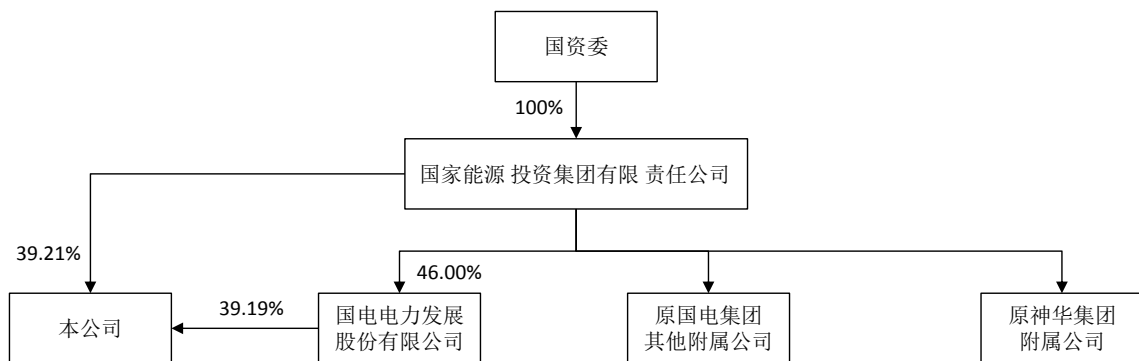 国资委
100%
国家能源 投资集团有限 责任公司
39.21%
46.00%
本公司
39.19%
国电电力发展
股份有限公司
原国电集团
其他附属公司
原神华集团
附属公司